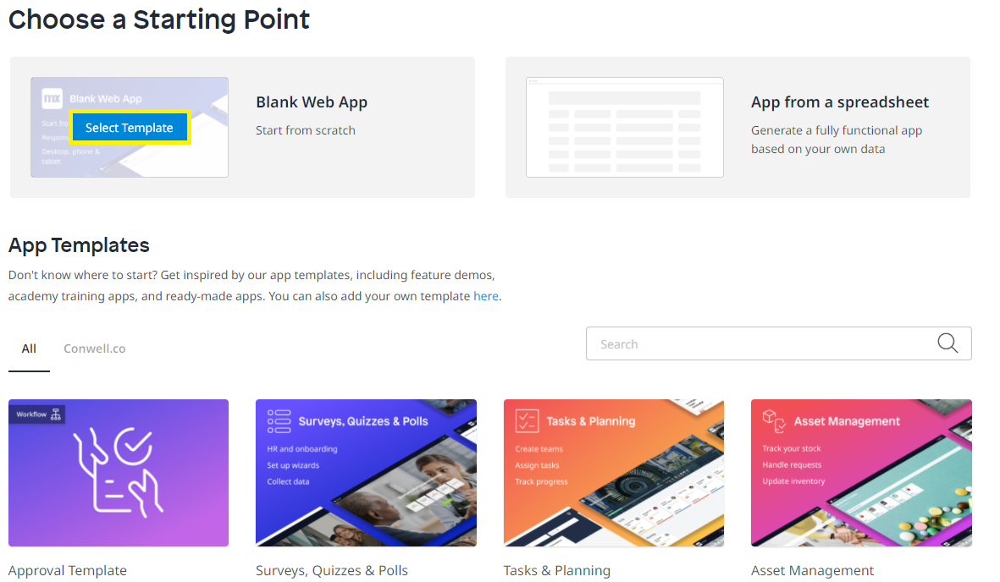 Choose a Starting Point
mx
Blank Web App
Select Template
Desktop, phone &
tablet
Blank Web App
Start from scratch
App from a spreadsheet
Generate a fully functional app
based on your own data
App Templates
Don't know where to start? Get inspired by our app templates, including feature demos,
academy training apps, and ready-made apps. You can also add your own template here.
All
Conwell.co
Search
Workflow
Approval Template
Surveys, Quizzes & Polls
HR and onboarding
Set up wizards
Collect data
Surveys, Quizzes & Polls
Tasks & Planning
Create teams
Assign tasks
Track progress
Tasks & Planning
Asset Management
Track your stock
Handle requests
Update inventory
Asset Management